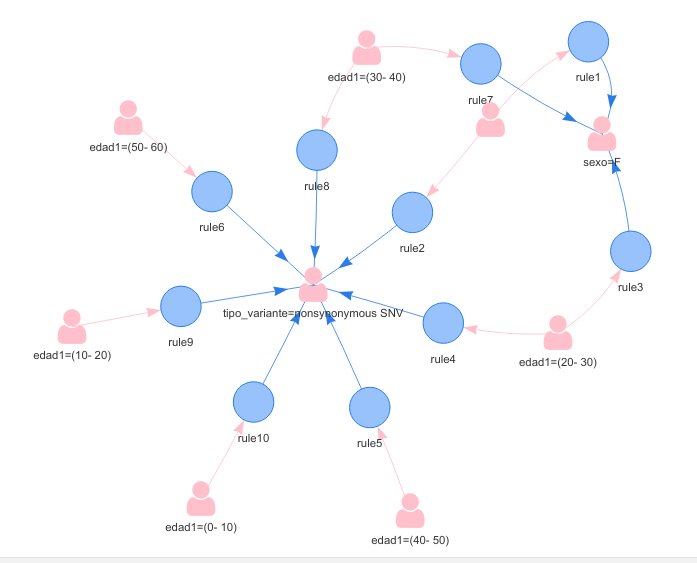 edad1=(30- 40)
rule1
rule7
edad1=(50- 60)
sexo=F
rule8
rule6
rule2
rule3
tipo_variante=nonsynonymous SNV
rule9
edad1=(10- 20)
rule4
edad1=(20- 30)
rule10
rule5
edad1=(0- 10)
edad1=(40- 50)